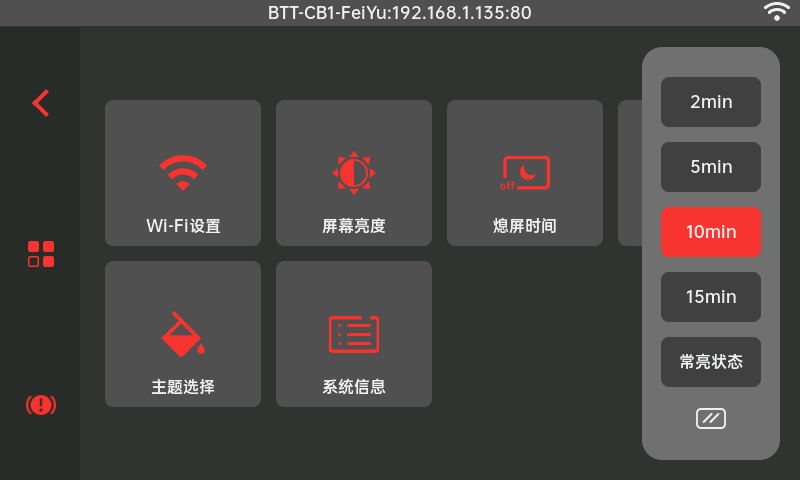 BTT-CB1-FeiYu:192.168.1.135:80
Wi-Fi设置
屏幕亮度
off
熄屏时间
主题选择
系统信息
2min
5min
10min
15min
常亮状态